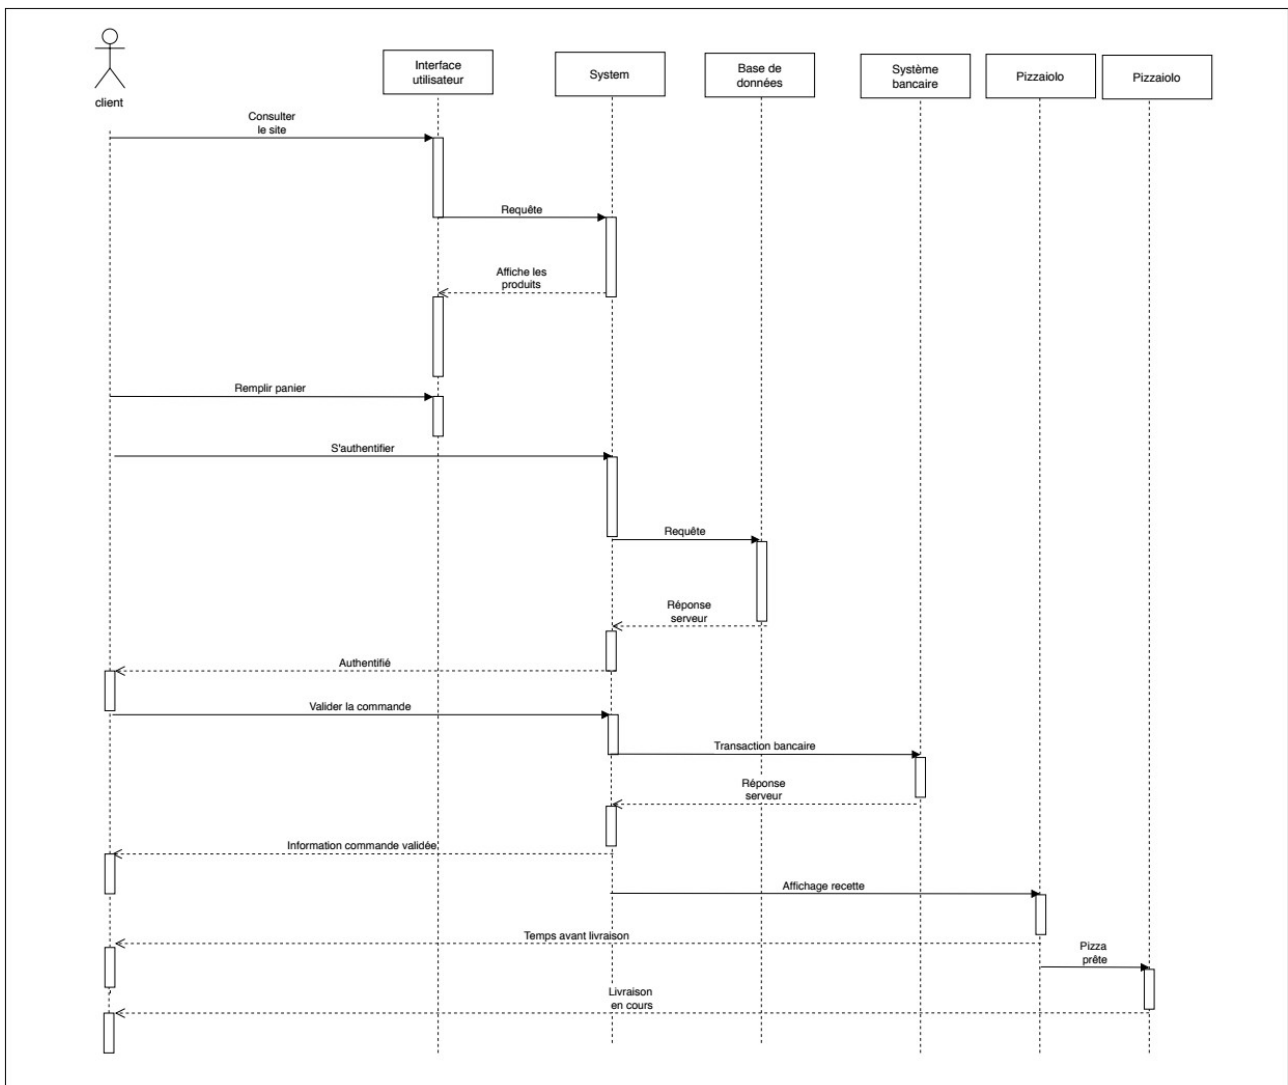 client
Interface
utilisateur
System
Base de
données
Système
bancaire
Pizzaiolo
Pizzaiolo
Consulter
le site
Requête
Affiche les
produits
Remplir panier
S'authentifier
Requête
Réponse
serveur
Authentifié
Valider la commande
Transaction bancaire
Réponse
serveur
Information commande validée
Affichage recette
Temps avant livraison
Pizza
prête
Livraison
en cours